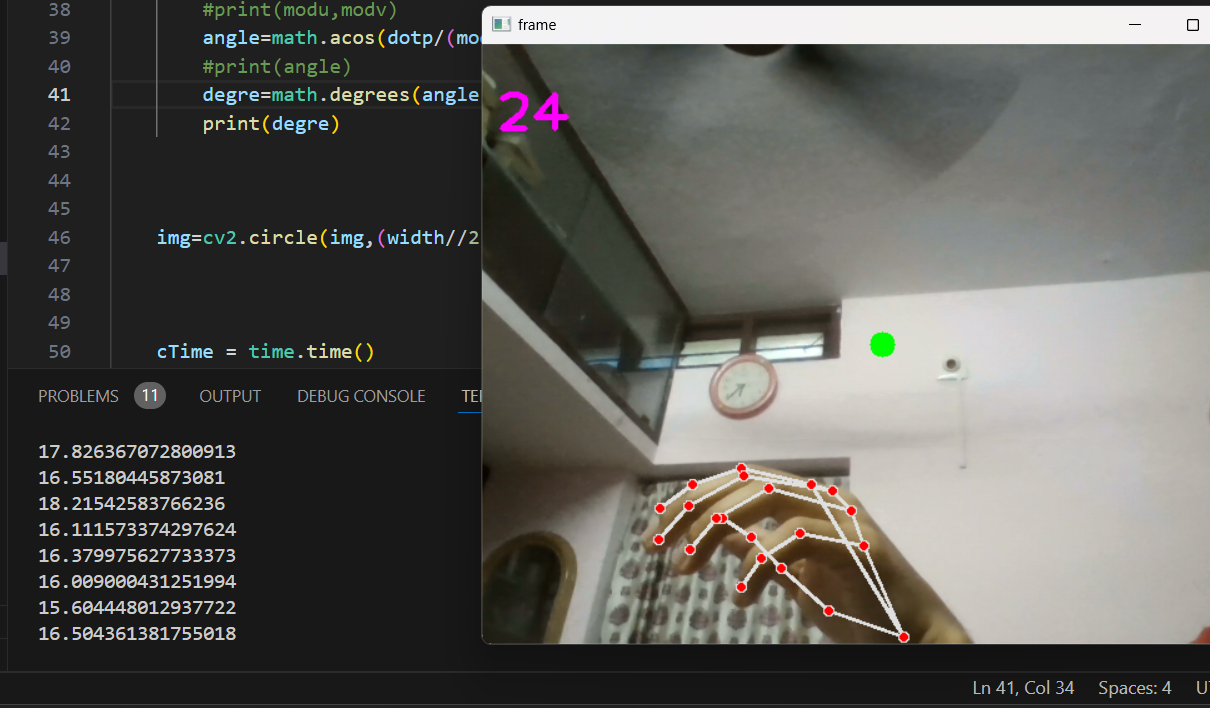 38 #print(modu,modv)
39 angle=math.acos(dotp/(mo
40 #print(angle)
41 degre=math.degrees(angle
42 print(degre)
43
44
45
46 img=cv2.circle(img,(width//2
47
48
49
50 cTime = time.time()
frame
24
PROBLEMS 11 OUTPUT DEBUG CONSOLE TE
17.826367072800913
16.55180445873081
18.21542583766236
16.111573374297624
16.379975627733373
16.009000431251994
15.604448012937722
16.504361381755018
Ln 41, Col 34 Spaces: 4 U